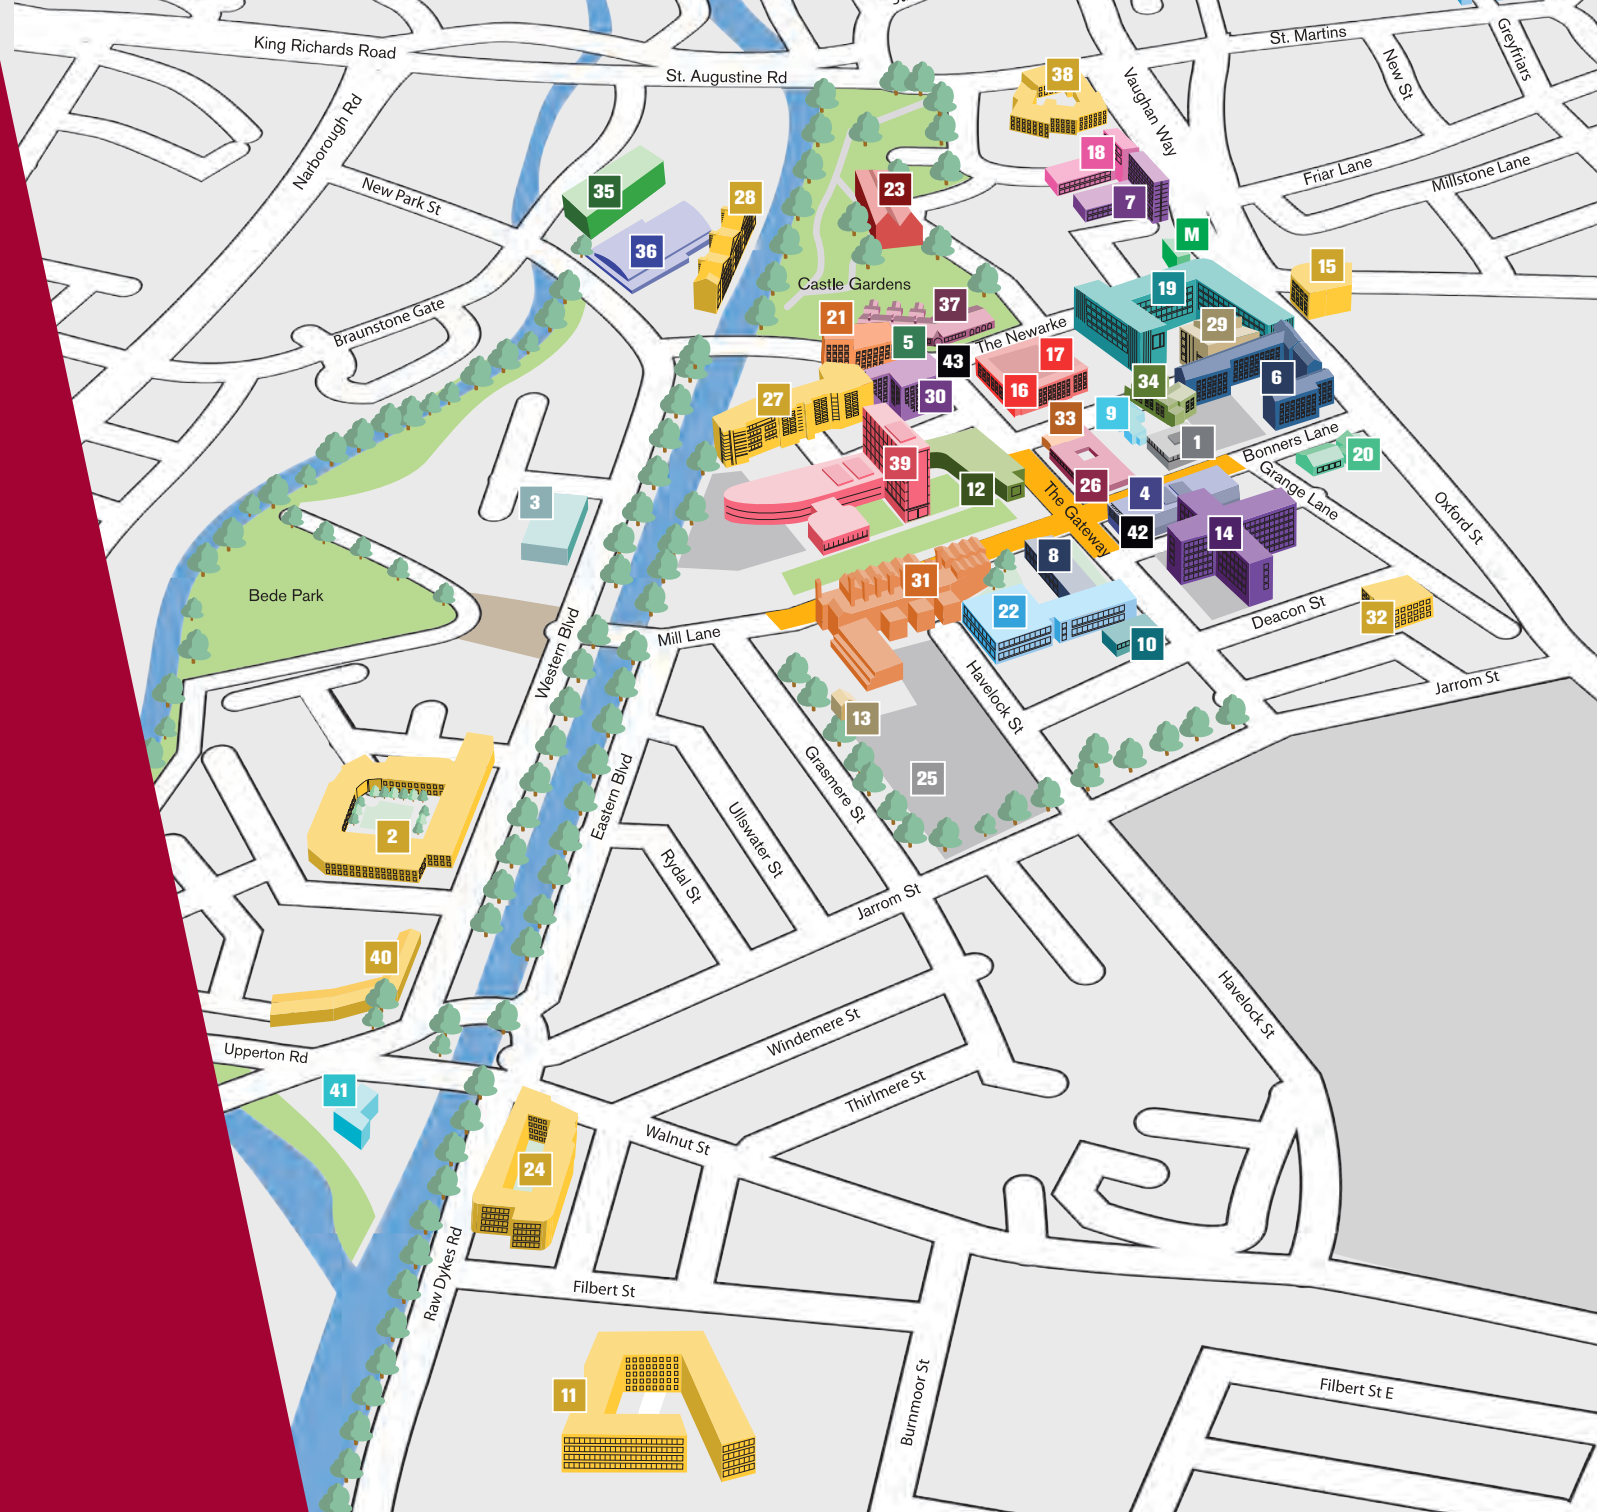 St. Martins
Greyfriars
King Richards Road
St. Augustine Rd
New St
38
Vaughan Way
Narborough Rd
18
Friar Lane
Millstone Lane
35
28
23
7
New Park St
M
36
15
Castle Gardens
19
37
21
29
Braunstone Gate
The Newarke
5
43
17
6
34
16
30
27
9
33
1
Bonners Lane
20
39
Grange Lane
12
26
4
3
The Gateway
Oxford St
42
14
8
31
Bede Park
22
Deacon St
32
Mill Lane
10
Western Blvd
Havelock St
Jarrom St
13
25
Grasmere St
Eastern Blvd
2
Ullswater St
Rydal St
Jarrom St
40
Havelock St
Windemere St
Upperton Rd
41
Thirlmere St
Walnut St
24
Raw Dykes Rd
Filbert St
11
Burnmoor St
Filbert St E